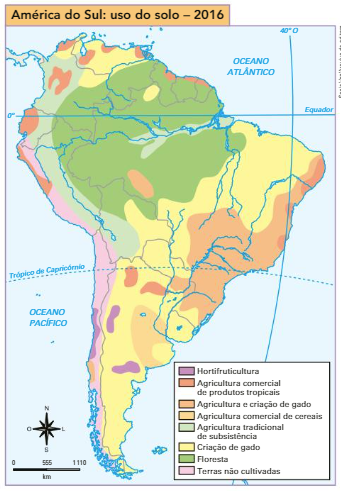 América do Sul: uso do solo – 2016
40° O
OCEANO
ATLÂNTICO
0°
Equador
Trópico de Capricórnio
OCEANO
PACÍFICO
Hortifruticultura
Agricultura comercial
de produtos tropicais
Agricultura e criação de gado
Agricultura comercial de cereais
Agricultura tradicional
de subsistência
Criação de gado
Floresta
Terras não cultivadas
N
O
L
S
0 555 1 110
km